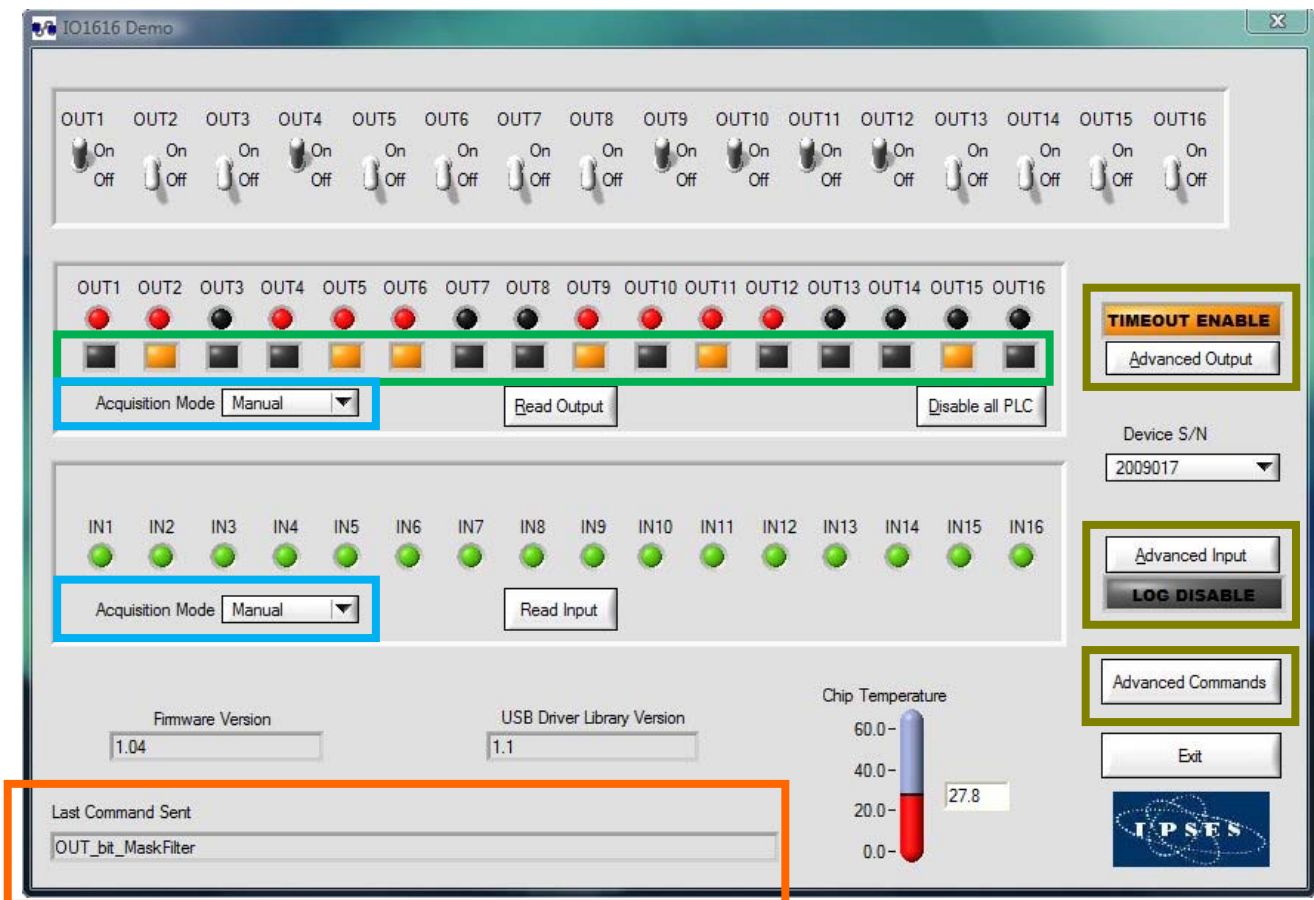 IO1616 Demo
OUT1 OUT2 OUT3 OUT4 OUT5 OUT6 OUT7 OUT8 OUT9 OUT10 OUT11 OUT12 OUT13 OUT14 OUT15 OUT16
On On On On On On On On On On On On On On On On
Off Off Off Off Off Off Off Off Off Off Off Off Off Off Off Off
OUT1 OUT2 OUT3 OUT4 OUT5 OUT6 OUT7 OUT8 OUT9 OUT10 OUT11 OUT12 OUT13 OUT14 OUT15 OUT16
Acquisition Mode Manual Read Output Disable all PLC
TIMEOUT ENABLE
Advanced Output
Device S/N
2009017
IN1 IN2 IN3 IN4 IN5 IN6 IN7 IN8 IN9 IN10 IN11 IN12 IN13 IN14 IN15 IN16
Acquisition Mode Manual Read Input
Advanced Input
LOG DISABLE
Advanced Commands
Firmware Version
1.04
USB Driver Library Version
1.1
Chip Temperature
60.0
40.0
20.0
0.0
27.8
Exit
Last Command Sent
OUT_bit_MaskFilter
IPSES